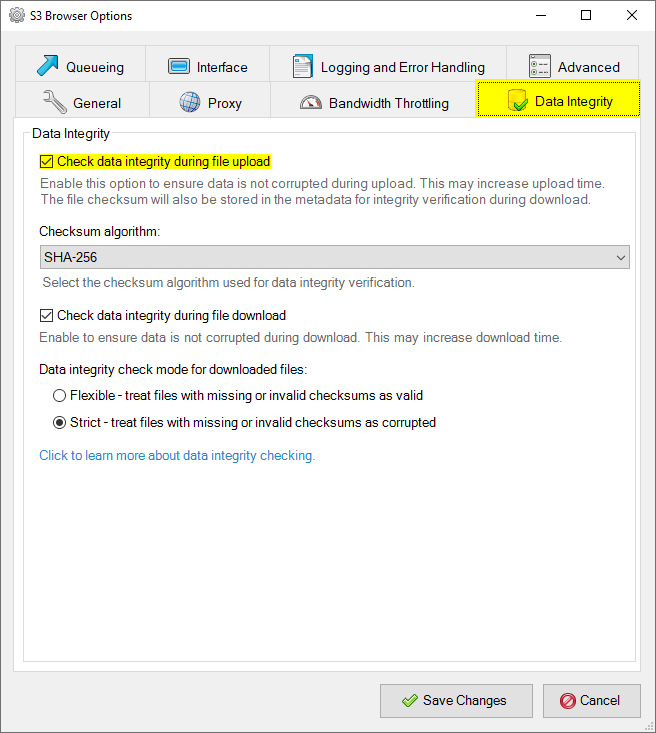 S3 Browser Options
Queueing
Interface
Logging and Error Handling
Advanced
General
Proxy
Bandwidth Throttling
Data Integrity
Data Integrity
Check data integrity during file upload
Enable this option to ensure data is not corrupted during upload. This may increase upload time.
The file checksum will also be stored in the metadata for integrity verification during download.
Checksum algorithm:
SHA-256
Select the checksum algorithm used for data integrity verification.
Check data integrity during file download
Enable to ensure data is not corrupted during download. This may increase download time.
Data integrity check mode for downloaded files:
Flexible - treat files with missing or invalid checksums as valid
Strict - treat files with missing or invalid checksums as corrupted
Click to learn more about data integrity checking.
Save Changes
Cancel